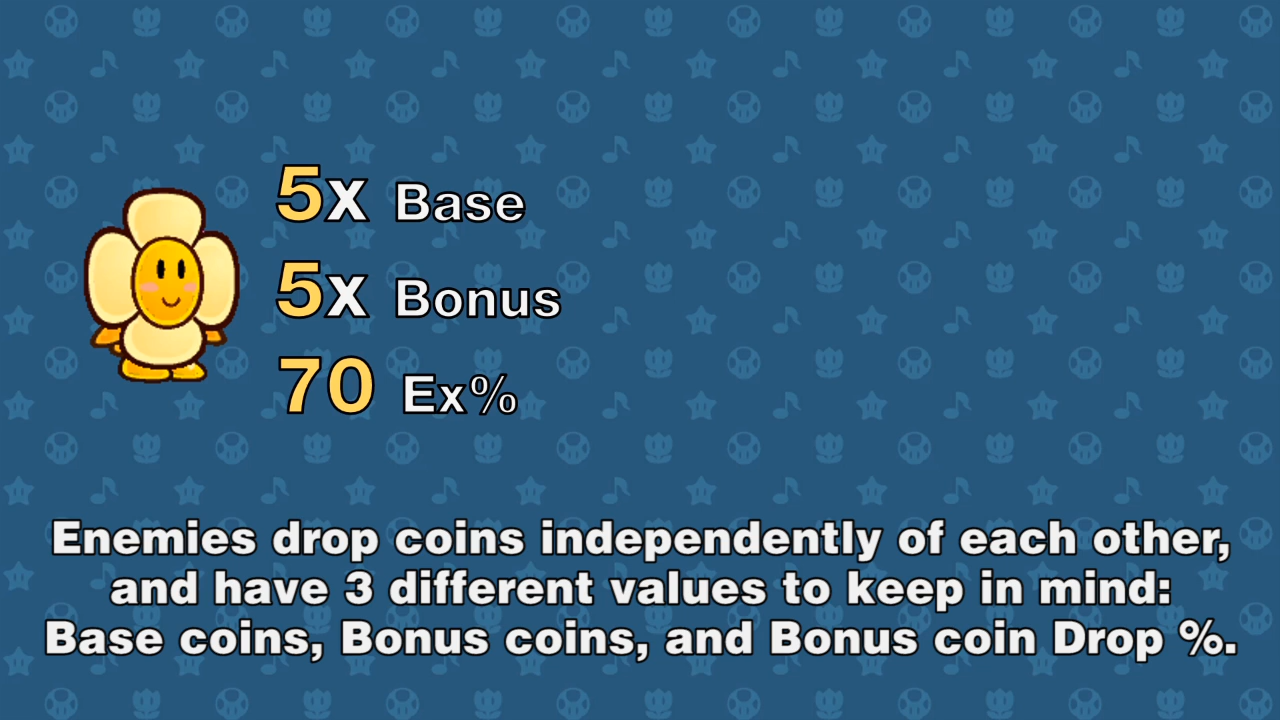 5x Base
5x Bonus
70 Ex%
Enemies drop coins independently of each other,
and have 3 different values to keep in mind:
Base coins, Bonus coins, and Bonus coin Drop %.